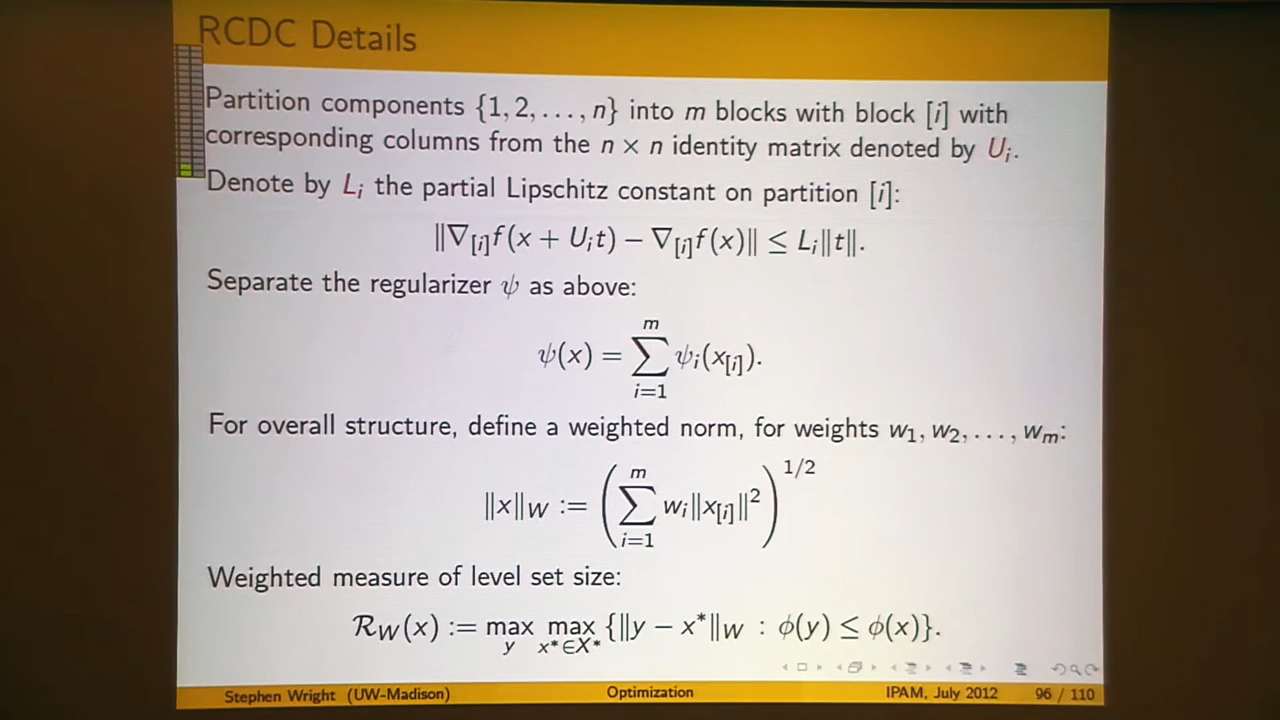 RCDC Details
Partition components {1, 2, . . . , n} into m blocks with block [i] with
corresponding columns from the n × n identity matrix denoted by U_i.
Denote by L_i the partial Lipschitz constant on partition [i]:
‖∇_[i]f(x + U_it) − ∇_[i]f(x)‖ ≤ L_i‖t‖.
Separate the regularizer ψ as above:
ψ(x) = ∑_{i=1}^{m} ψ_i(x_[i]).
For overall structure, define a weighted norm, for weights w_1, w_2, . . . , w_m:
‖x‖_W := (∑_{i=1}^{m} w_i‖x_[i]‖²)^{1/2}
Weighted measure of level set size:
R_W(x) := max_y max_{x*∈X*} {‖y − x*‖_W : ϕ(y) ≤ ϕ(x)}.
Stephen Wright (UW-Madison) Optimization IPAM, July 2012 96 / 110